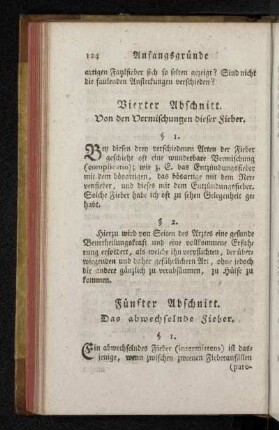 124 Anfangsgründe
artigen Faulfieber sich so selten gezeigt? Sind nicht
die faulenden Ansteckungen verschieden?
Vierter Abschnitt.
Von den Vermischungen dieser Fieber.
§ 1.
Bey diesen drey verschiedenen Arten der Fieber
geschieht oft eine wunderbare Vermischung
(complicatio); wie z. E. das Entzündungsfieber
mit dem bösartigen, das bösartige mit dem Ner-
venfieber, und dieses mit dem Entzündungsfieber.
Solche Fieber habe ich oft zu sehen Gelegenheit ge-
habt.
§ 2.
Hierzu wird von Seiten des Arztes eine gesunde
Beurtheilungskraft und eine vollkommene Erfah-
rung erfordert, als welche ihn verpflichten, der über-
wiegenden und daher gefährlichern Art, ohne jedoch
die andere gänzlich zu verabsäumen, zu Hülfe zu
kommen.
Fünfter Abschnitt.
Das abwechselnde Fieber.
§ 1.
Ein abwechselndes Fieber (intermittens) ist das-
jenige, wenn zwischen zweenen Fieberanfällen
(paro-